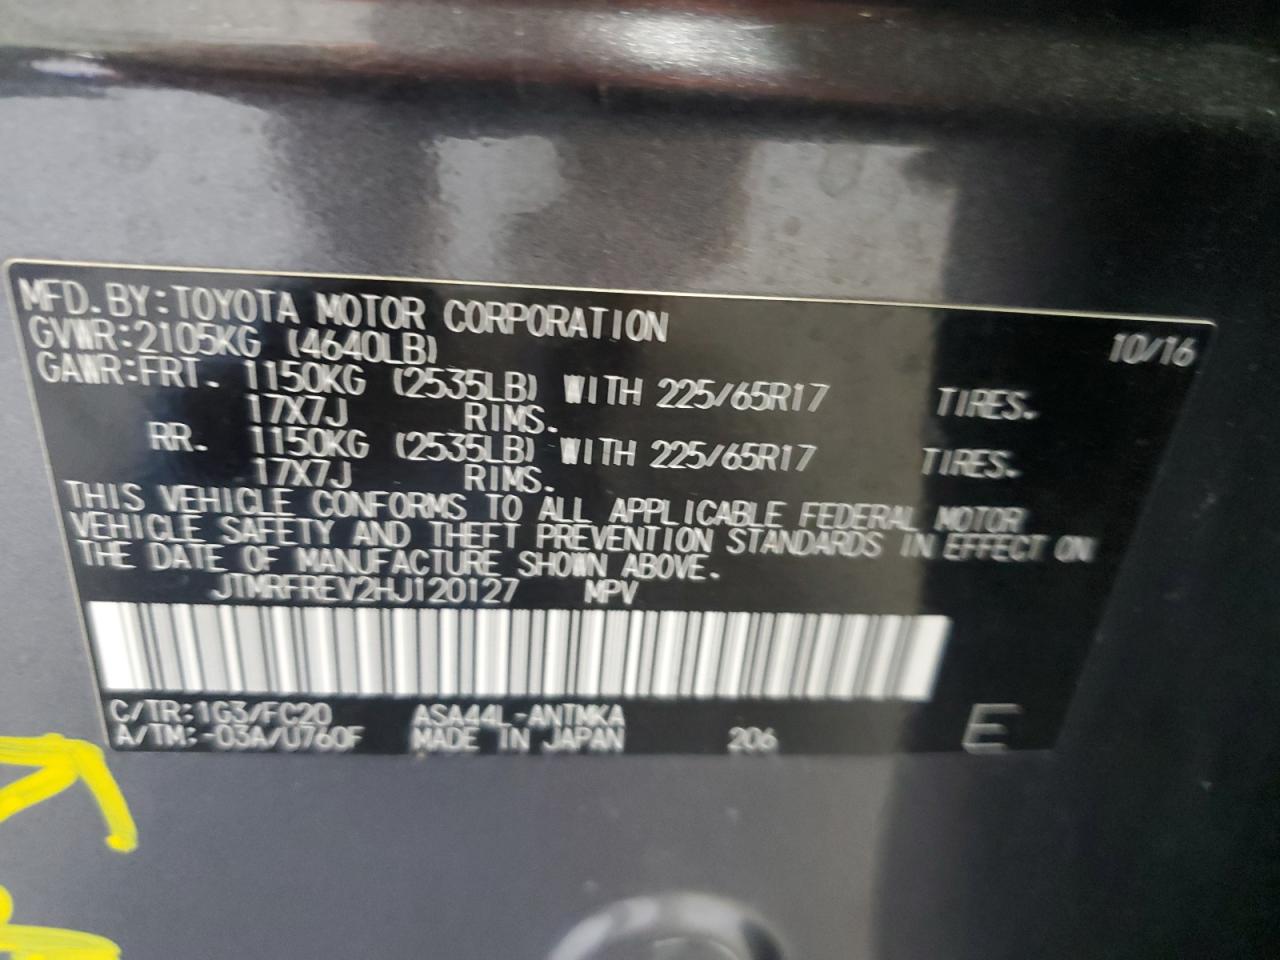 MFD.BY:TOYOTA MOTOR CORPORATION 10/16
GVWR:2105KG (4640LB)
GAWR:FRT. 1150KG (2535LB) WITH 225/65R17 TIRES.
17X7J RIMS.
RR. 1150KG (2535LB) WITH 225/65R17 TIRES.
17X7J RIMS.
THIS VEHICLE CONFORMS TO ALL APPLICABLE FEDERAL MOTOR
VEHICLE SAFETY AND THEFT PREVENTION STANDARDS IN EFFECT ON
THE DATE OF MANUFACTURE SHOWN ABOVE.
JTMRFREV2HJ120127 MPV
C/TR:1G3/FC20 ASA44L-ANTMKA
A/TM:-03A/U760F MADE IN JAPAN 206 E